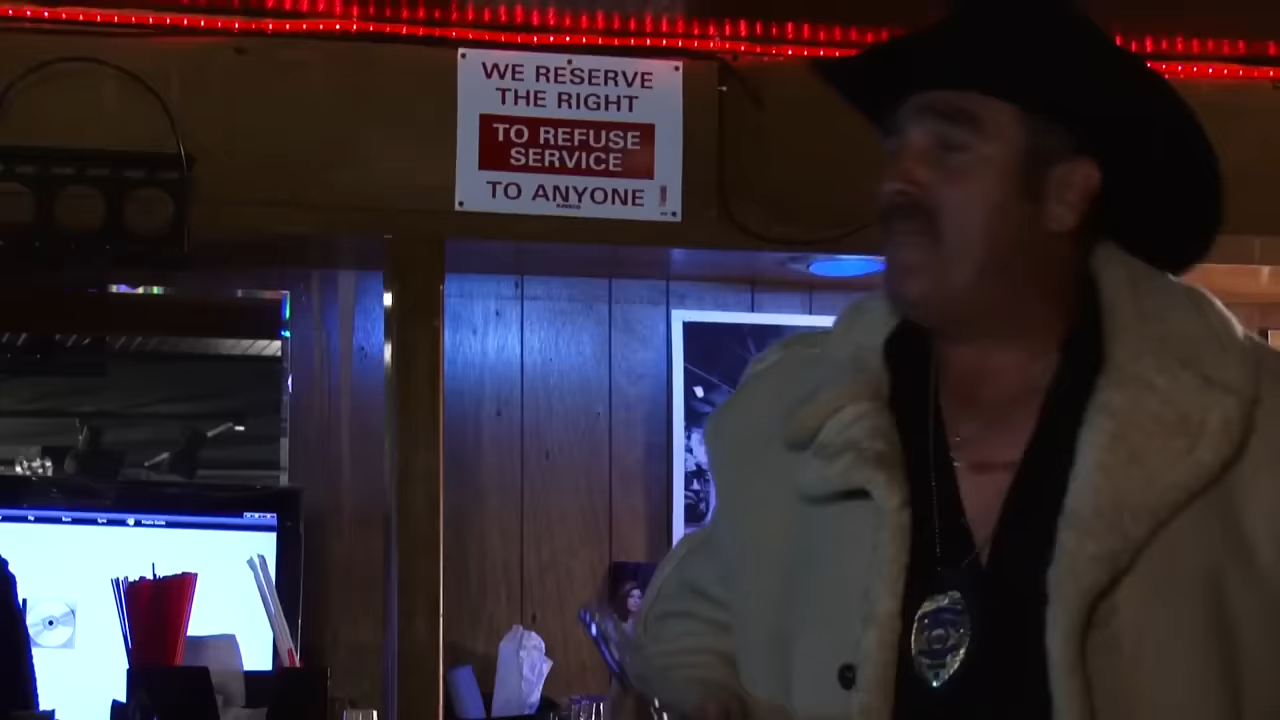 WE RESERVE
THE RIGHT
TO REFUSE
SERVICE
TO ANYONE